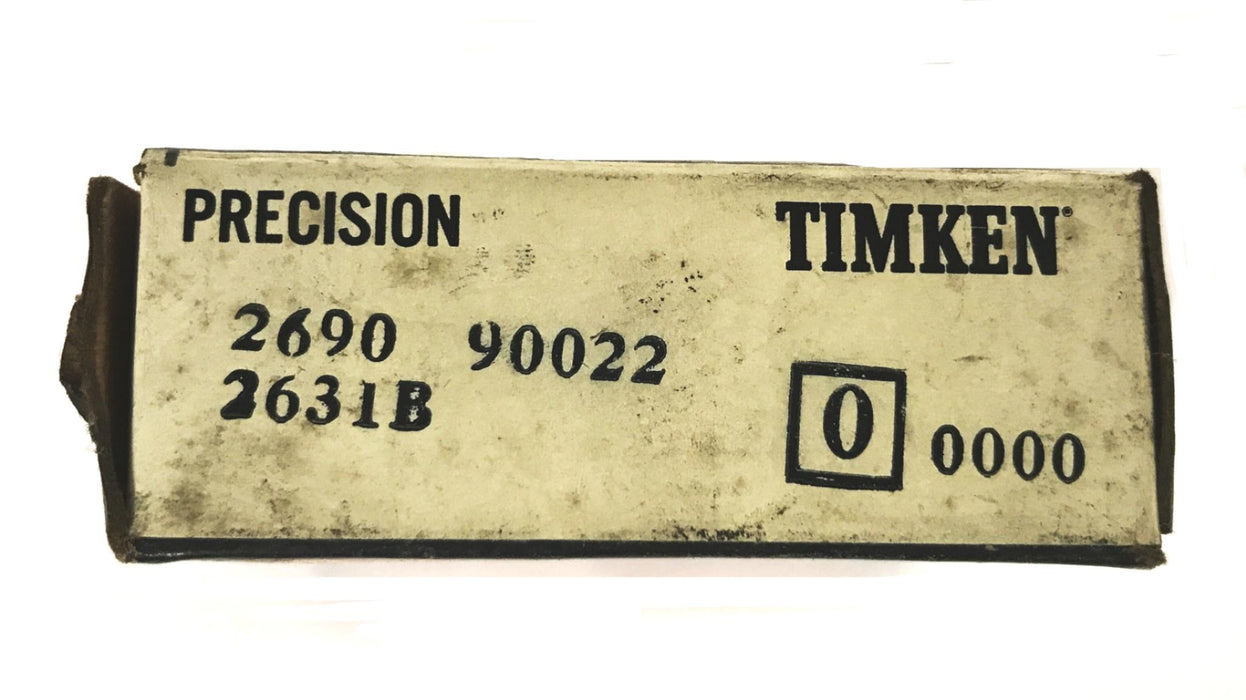 PRECISION TIMKEN®
2690 90022
2631B
0 0000